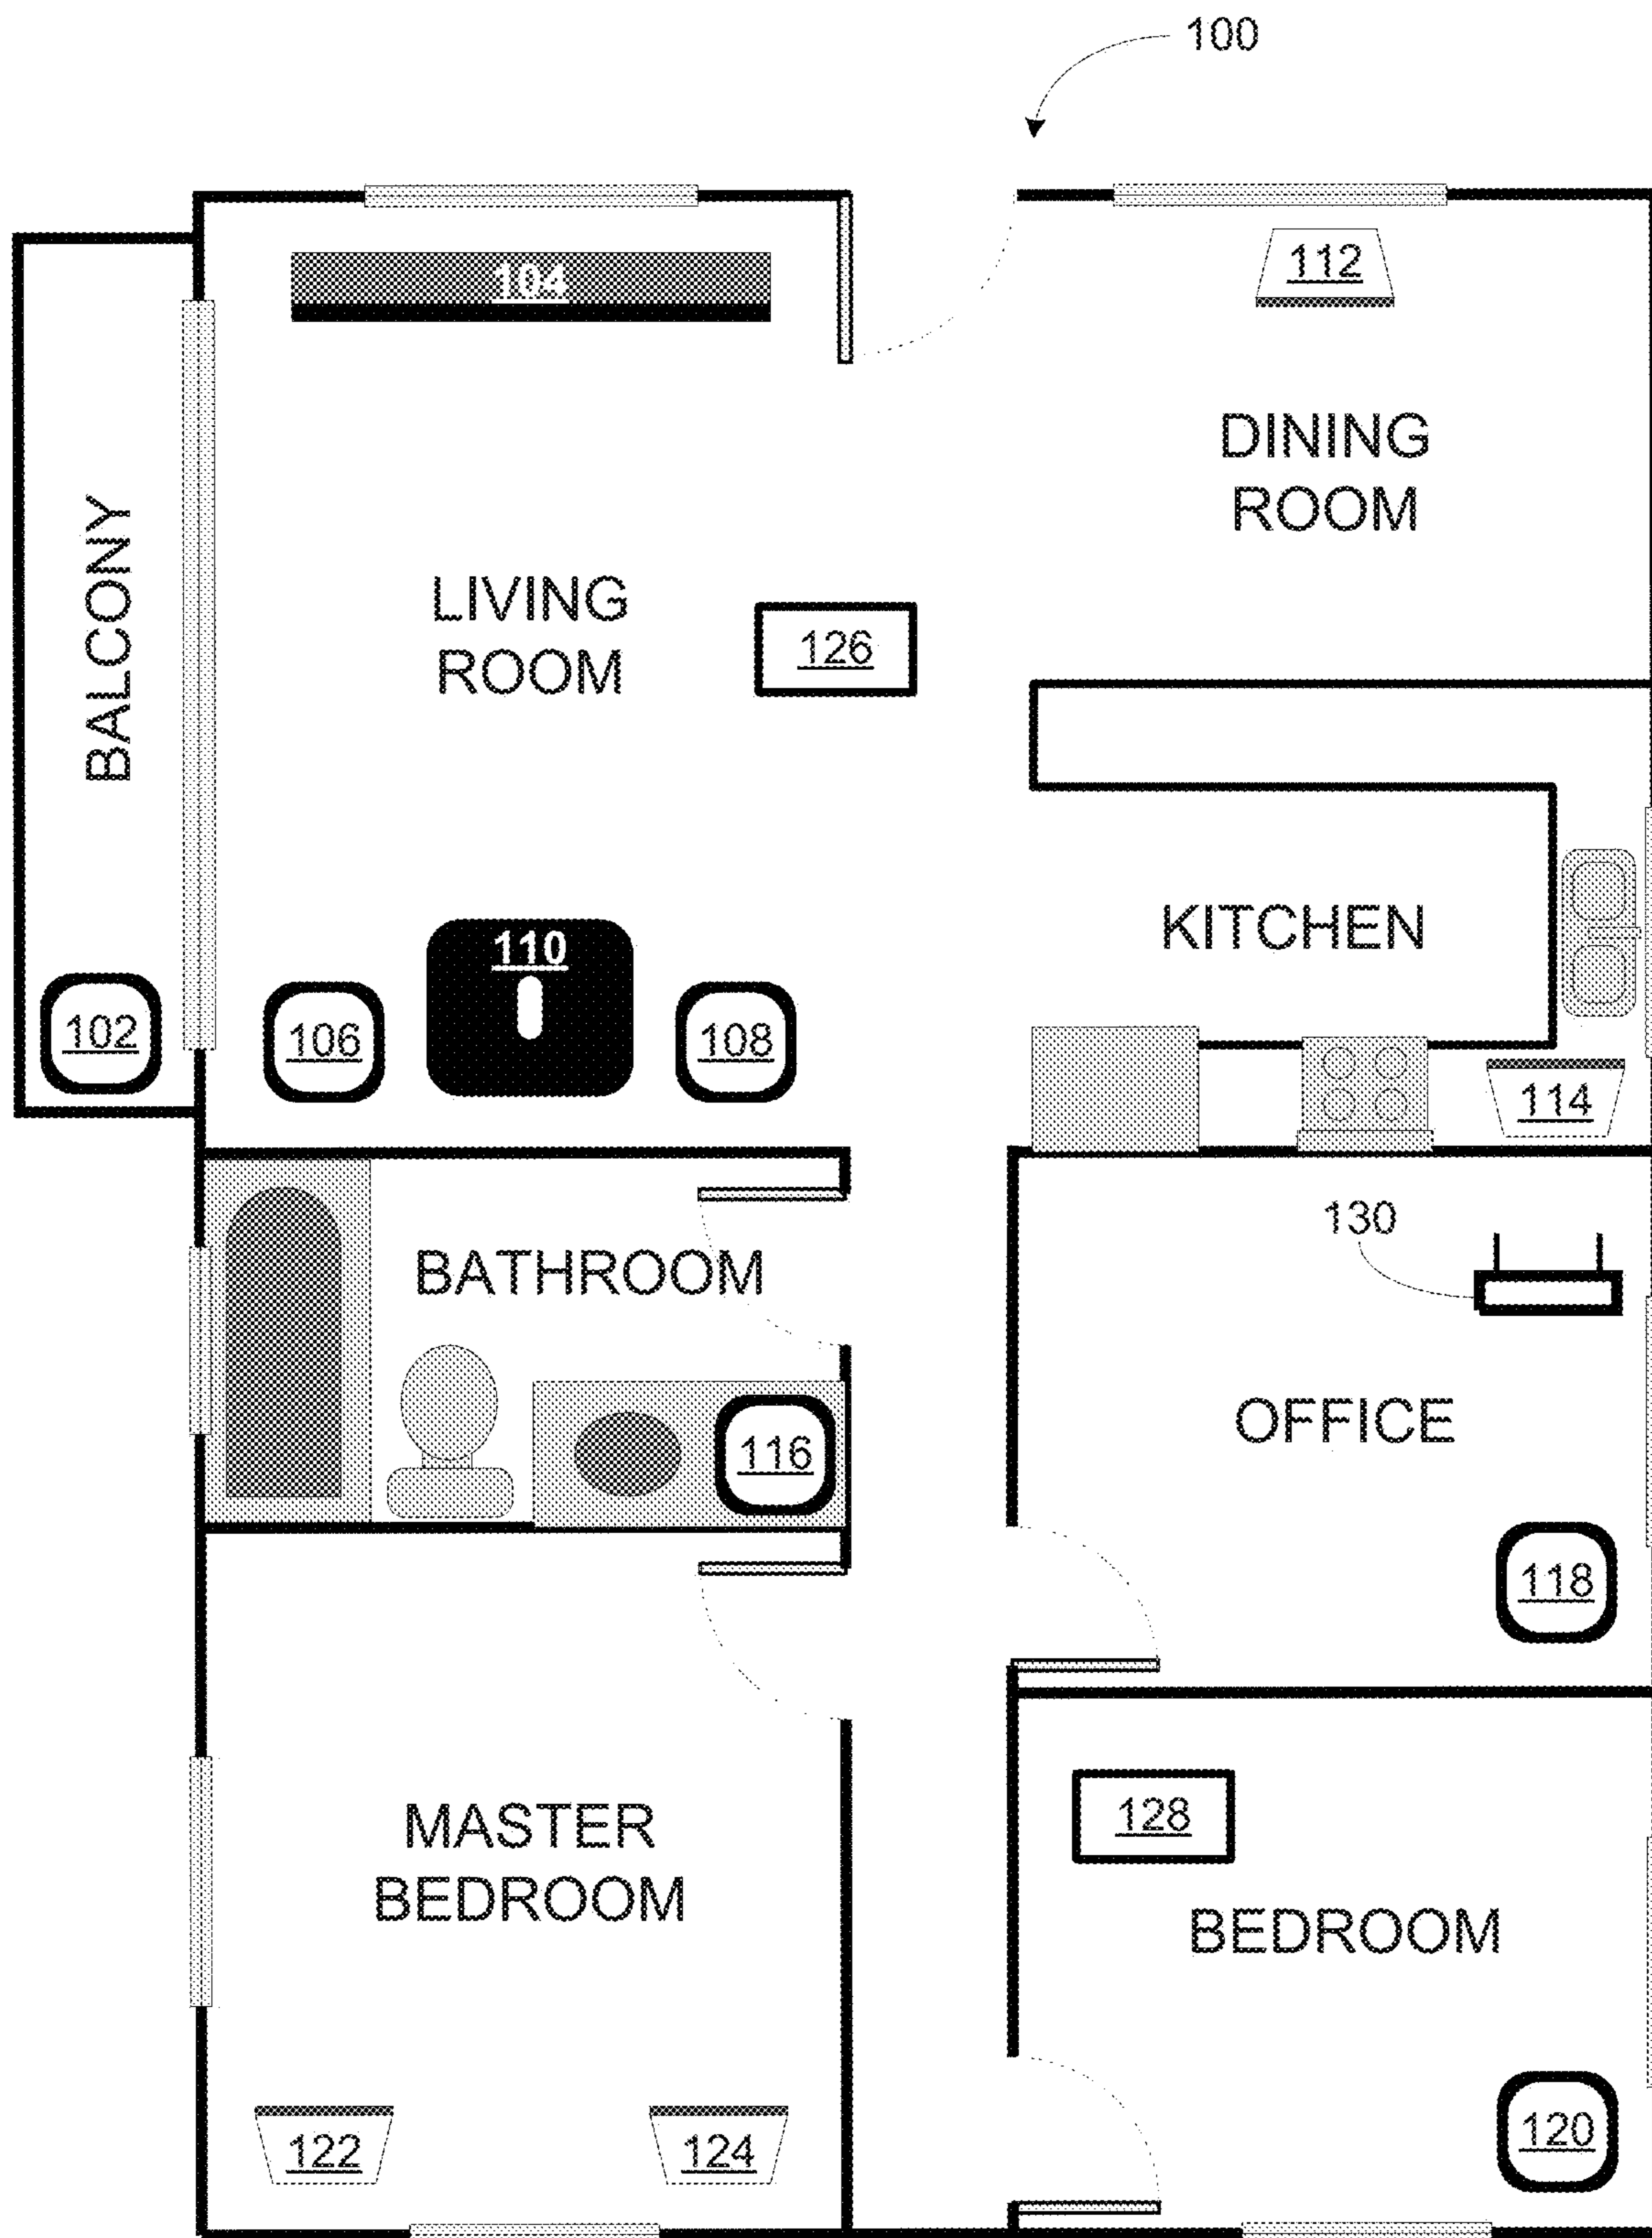 100
104
112
DINING
ROOM
BALCONY
LIVING
ROOM
126
110
KITCHEN
102
106
108
114
130
BATHROOM
OFFICE
116
118
128
MASTER
BEDROOM
BEDROOM
120
122
124